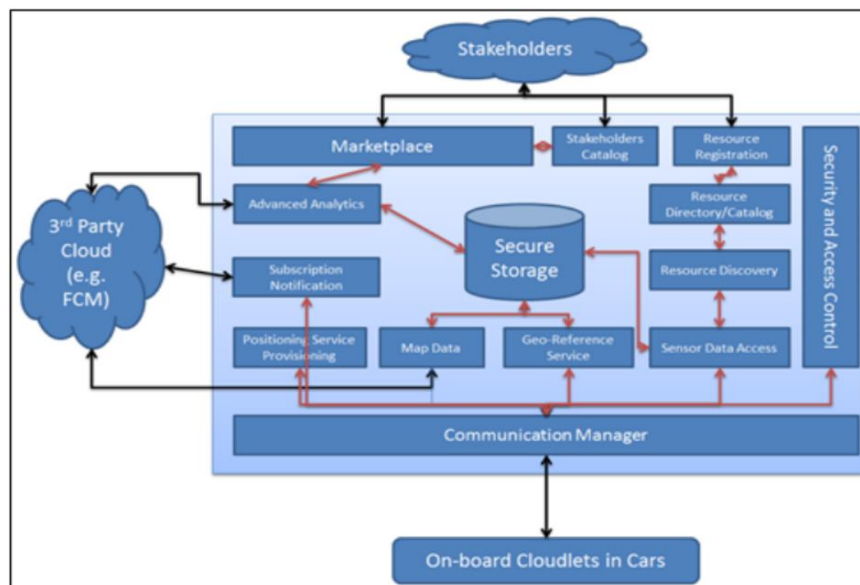 Stakeholders
Marketplace
Stakeholders
Catalog
Resource
Registration
Security and Access Control
3rd Party
Cloud
(e.g.
FCM)
Advanced Analytics
Resource
Directory/Catalog
Secure
Storage
Subscription
Notification
Resource Discovery
Positioning Service
Provisioning
Map Data
Geo-Reference
Service
Sensor Data Access
Communication Manager
On-board Cloudlets in Cars